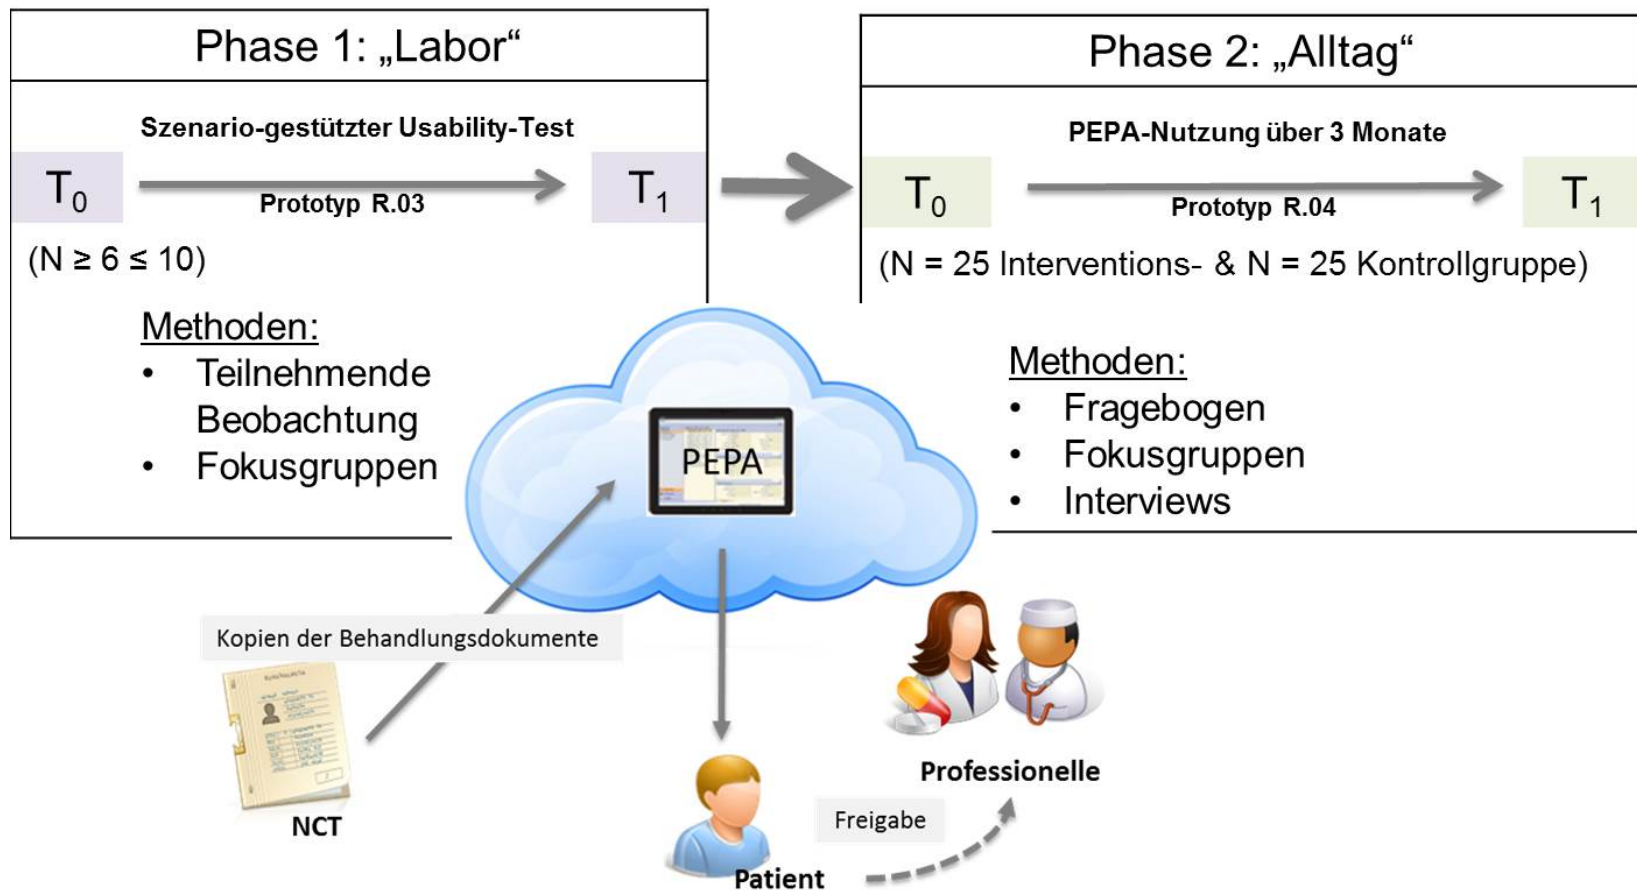 Phase 1: „Labor“
Szenario-gestützter Usability-Test
T0
T1
Prototyp R.03
(N ≥ 6 ≤ 10)
Methoden:
• Teilnehmende
Beobachtung
• Fokusgruppen
Phase 2: „Alltag“
PEPA-Nutzung über 3 Monate
T0
T1
Prototyp R.04
(N = 25 Interventions- & N = 25 Kontrollgruppe)
Methoden:
• Fragebogen
• Fokusgruppen
• Interviews
PEPA
Kopien der Behandlungsdokumente
NCT
Professionelle
Freigabe
Patient